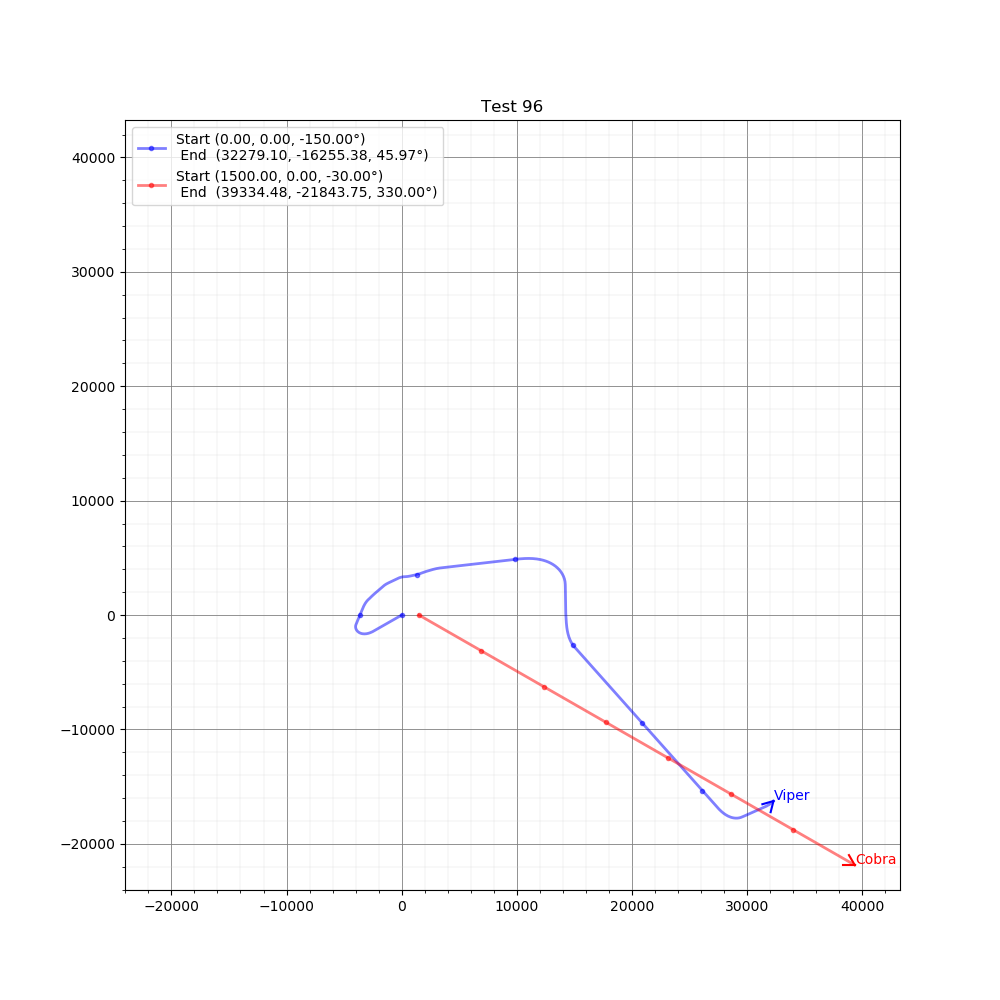 Test 96
Start (0.00, 0.00, -150.00°)
End  (32279.10, -16255.38, 45.97°)
Start (1500.00, 0.00, -30.00°)
End  (39334.48, -21843.75, 330.00°)
40000
30000
20000
10000
0
−10000
−20000
Viper
Cobra
−20000 −10000 0 10000 20000 30000 40000